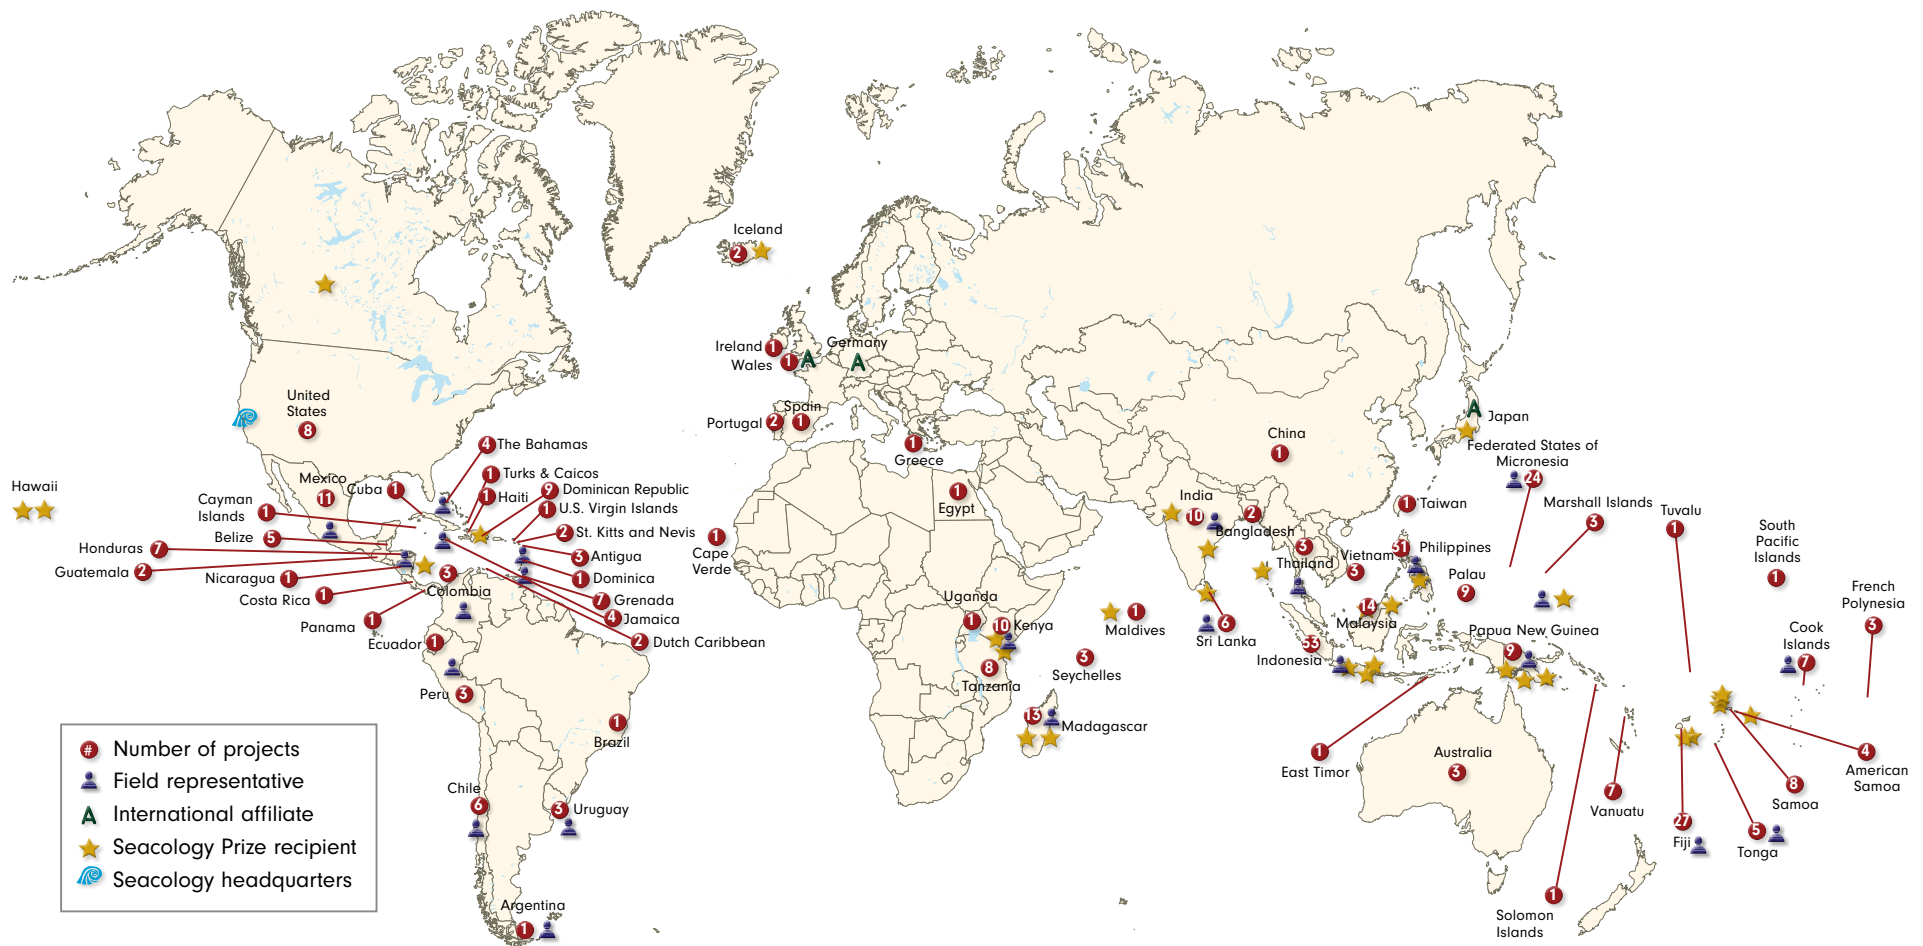 Iceland
2
Ireland
1
Wales
1
A
Germany
A
United
States
8
Portugal
2
Spain
1
Greece
1
China
1
A
Japan
Federated States of
Micronesia
24
The Bahamas
4
Turks & Caicos
1
Haiti
1
Dominican Republic
9
U.S. Virgin Islands
1
St. Kitts and Nevis
2
Antigua
3
Dominica
1
Grenada
7
Jamaica
4
Dutch Caribbean
2
Hawaii
Mexico
11
Cuba
1
Cayman
Islands
1
Belize
5
Honduras
7
Guatemala
2
Nicaragua
1
Costa Rica
1
Panama
1
Colombia
3
Ecuador
1
Peru
3
Brazil
1
Chile
6
Uruguay
3
Argentina
1
Cape
Verde
1
Egypt
1
Uganda
1
Kenya
10
Tanzania
8
Seychelles
3
Madagascar
13
Maldives
1
India
10
Bangladesh
2
Sri Lanka
6
Thailand
3
Vietnam
3
Taiwan
1
Philippines
31
Palau
9
Malaysia
14
Indonesia
53
Papua New Guinea
9
East Timor
1
Australia
3
Marshall Islands
3
Tuvalu
1
South
Pacific
Islands
1
French
Polynesia
3
Cook
Islands
7
American
Samoa
4
Samoa
8
Tonga
5
Fiji
27
Vanuatu
7
Solomon
Islands
1
# Number of projects
Field representative
A International affiliate
Seacology Prize recipient
Seacology headquarters